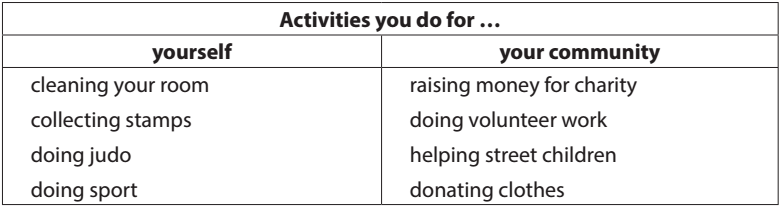 Activities you do for …
yourself your community
cleaning your room raising money for charity
collecting stamps doing volunteer work
doing judo helping street children
doing sport donating clothes